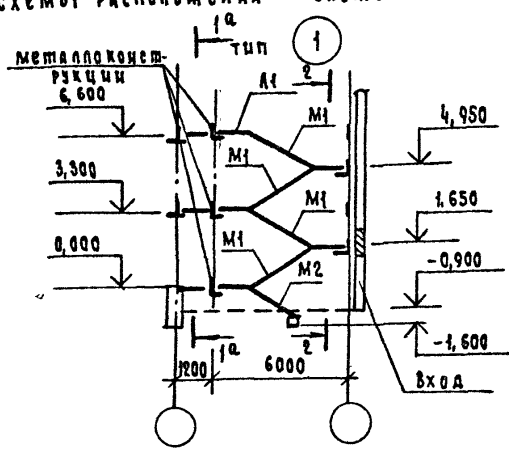 СХЕМЫ РАСПОЛОЖЕНИЯ
1а
ТИП
1
МЕТАЛЛОКОНСТ-
РУКЦИИ
2
Л1
6,600
М1
4,950
М1
3,300
М1
1,650
0,000
М1
М2
-0,900
1а
2
-1,600
1200
6000
ВХОД